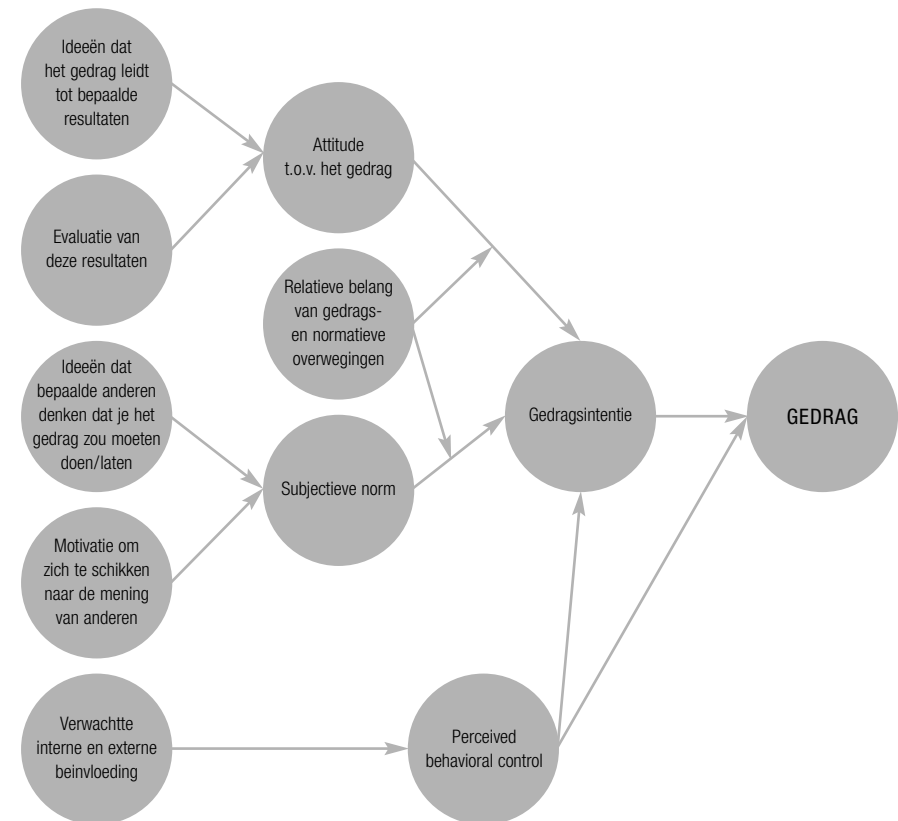 Ideeën dat
het gedrag leidt
tot bepaalde
resultaten
Evaluatie van
deze resultaten
Ideeën dat
bepaalde anderen
denken dat je het
gedrag zou moeten
doen/laten
Motivatie om
zich te schikken
naar de mening
van anderen
Verwachtte
interne en externe
beinvloeding
Attitude
t.o.v. het gedrag
Relatieve belang
van gedrags-
en normatieve
overwegingen
Subjectieve norm
Perceived
behavioral control
Gedragsintentie
GEDRAG